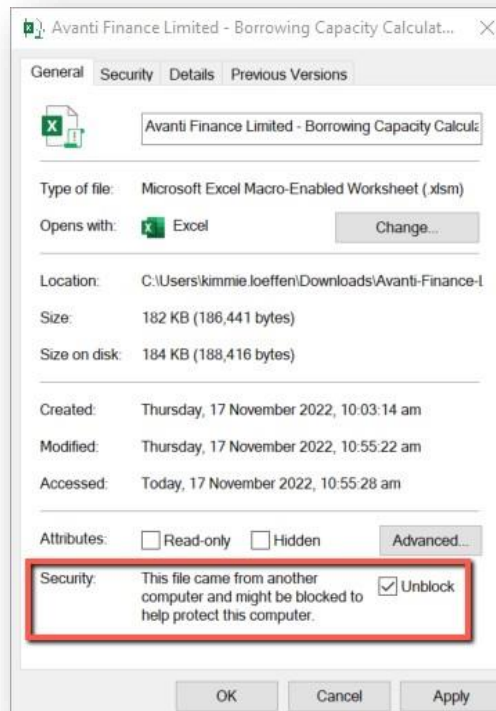 Avanti Finance Limited - Borrowing Capacity Calculat...
General Security Details Previous Versions
Avanti Finance Limited - Borrowing Capacity Calcula
Type of file: Microsoft Excel Macro-Enabled Worksheet (.xlsm)
Opens with: Excel Change...
Location: C:\Users\kimmie.loeffen\Downloads\Avanti-Finance-L
Size: 182 KB (186,441 bytes)
Size on disk: 184 KB (188,416 bytes)
Created: Thursday, 17 November 2022, 10:03:14 am
Modified: Thursday, 17 November 2022, 10:55:22 am
Accessed: Today, 17 November 2022, 10:55:28 am
Attributes: Read-only Hidden Advanced...
Security: This file came from another
computer and might be blocked to Unblock
help protect this computer.
OK Cancel Apply